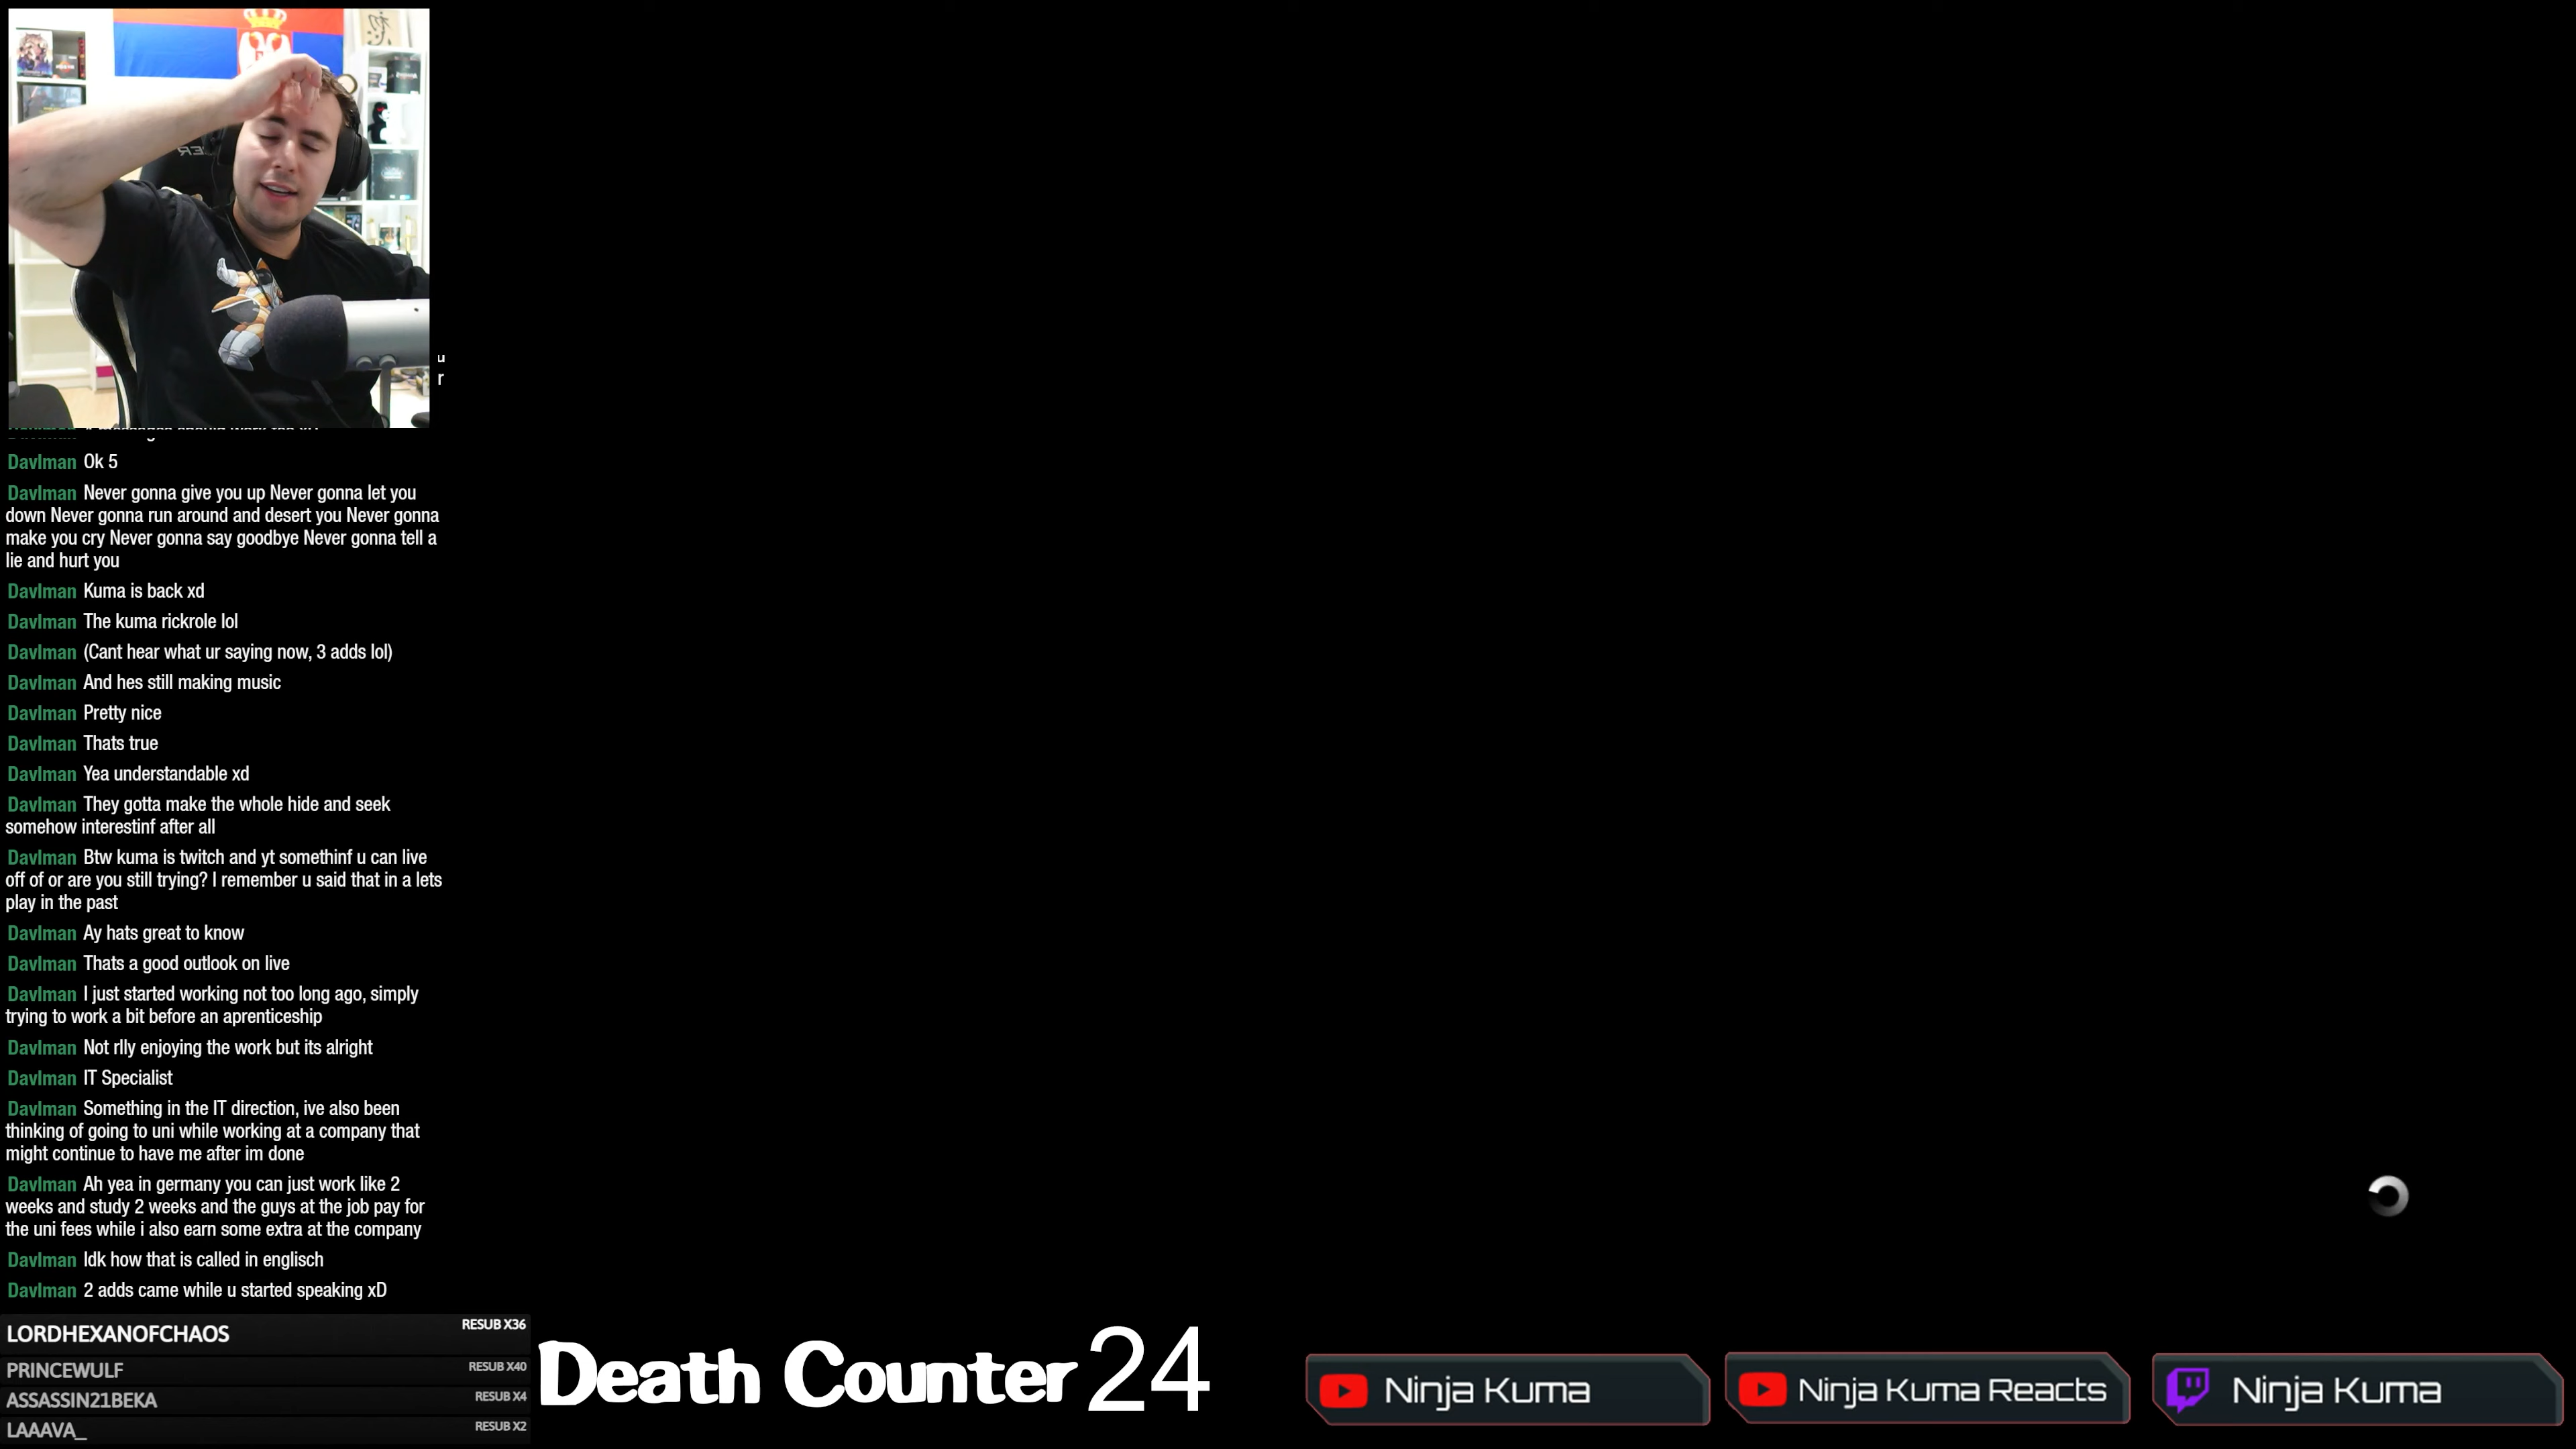 u
r
Davlman Ok 5
Davlman Never gonna give you up Never gonna let you
down Never gonna run around and desert you Never gonna
make you cry Never gonna say goodbye Never gonna tell a
lie and hurt you
Davlman Kuma is back xd
Davlman The kuma rickrole lol
Davlman (Cant hear what ur saying now, 3 adds lol)
Davlman And hes still making music
Davlman Pretty nice
Davlman Thats true
Davlman Yea understandable xd
Davlman They gotta make the whole hide and seek
somehow interestinf after all
Davlman Btw kuma is twitch and yt somethinf u can live
off of or are you still trying? I remember u said that in a lets
play in the past
Davlman Ay hats great to know
Davlman Thats a good outlook on live
Davlman I just started working not too long ago, simply
trying to work a bit before an aprenticeship
Davlman Not rlly enjoying the work but its alright
Davlman IT Specialist
Davlman Something in the IT direction, ive also been
thinking of going to uni while working at a company that
might continue to have me after im done
Davlman Ah yea in germany you can just work like 2
weeks and study 2 weeks and the guys at the job pay for
the uni fees while i also earn some extra at the company
Davlman Idk how that is called in englisch
Davlman 2 adds came while u started speaking xD
LORDHEXANOFCHAOS RESUB X36
PRINCEWULF RESUB X40
ASSASSIN21BEKA RESUB X4
LAAAVA_ RESUB X2
Death Counter 24
Ninja Kuma
Ninja Kuma Reacts
Ninja Kuma